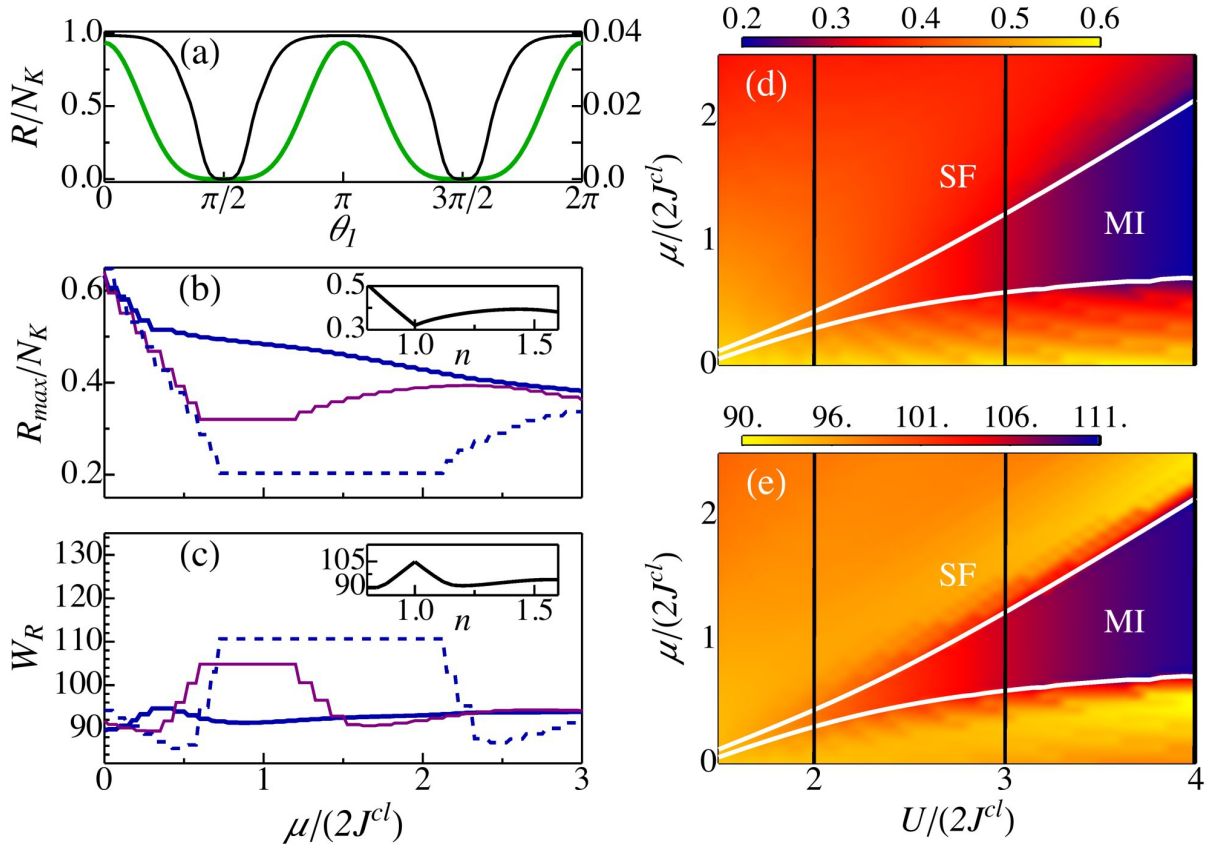 (a)
R/N_K
1.0
0.5
0.0
0.04
0.02
0.0
0 π/2 π 3π/2 2π
θ_1
(b)
R_max/N_K
0.6
0.4
0.2
0.5
0.3
1.0 n 1.5
(c)
W_R
130
120
110
100
90
80
105
90
1.0 n 1.5
0 1 2 3
μ/(2J^cl)
0.2 0.3 0.4 0.5 0.6
(d)
μ/(2J^cl)
2
1
0
SF
MI
90. 96. 101. 106. 111.
(e)
μ/(2J^cl)
2
1
0
SF
MI
2 3 4
U/(2J^cl)